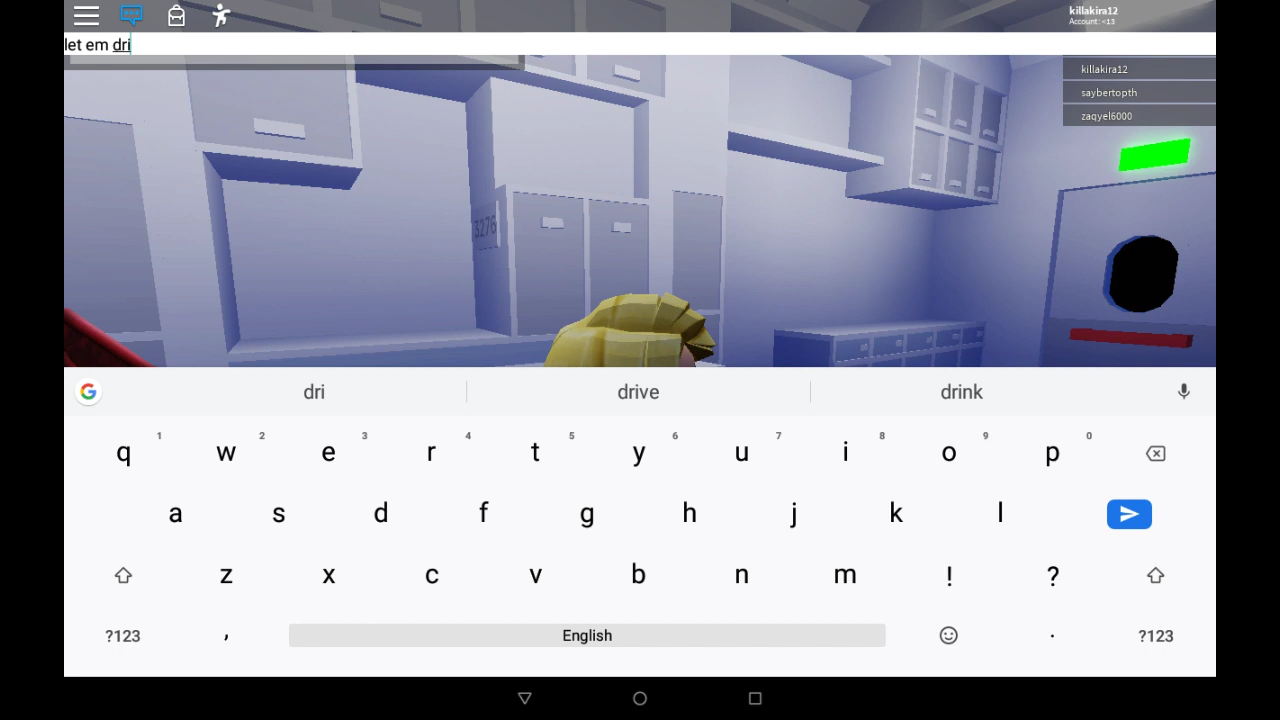 killakira12
Account: <13
let em dri
killakira12
saybertopth
zaqyel6000
3276
dri drive drink
1 2 3 4 5 6 7 8 9 0
q w e r t y u i o p
a s d f g h j k l
z x c v b n m ! ?
?123 , English . ?123